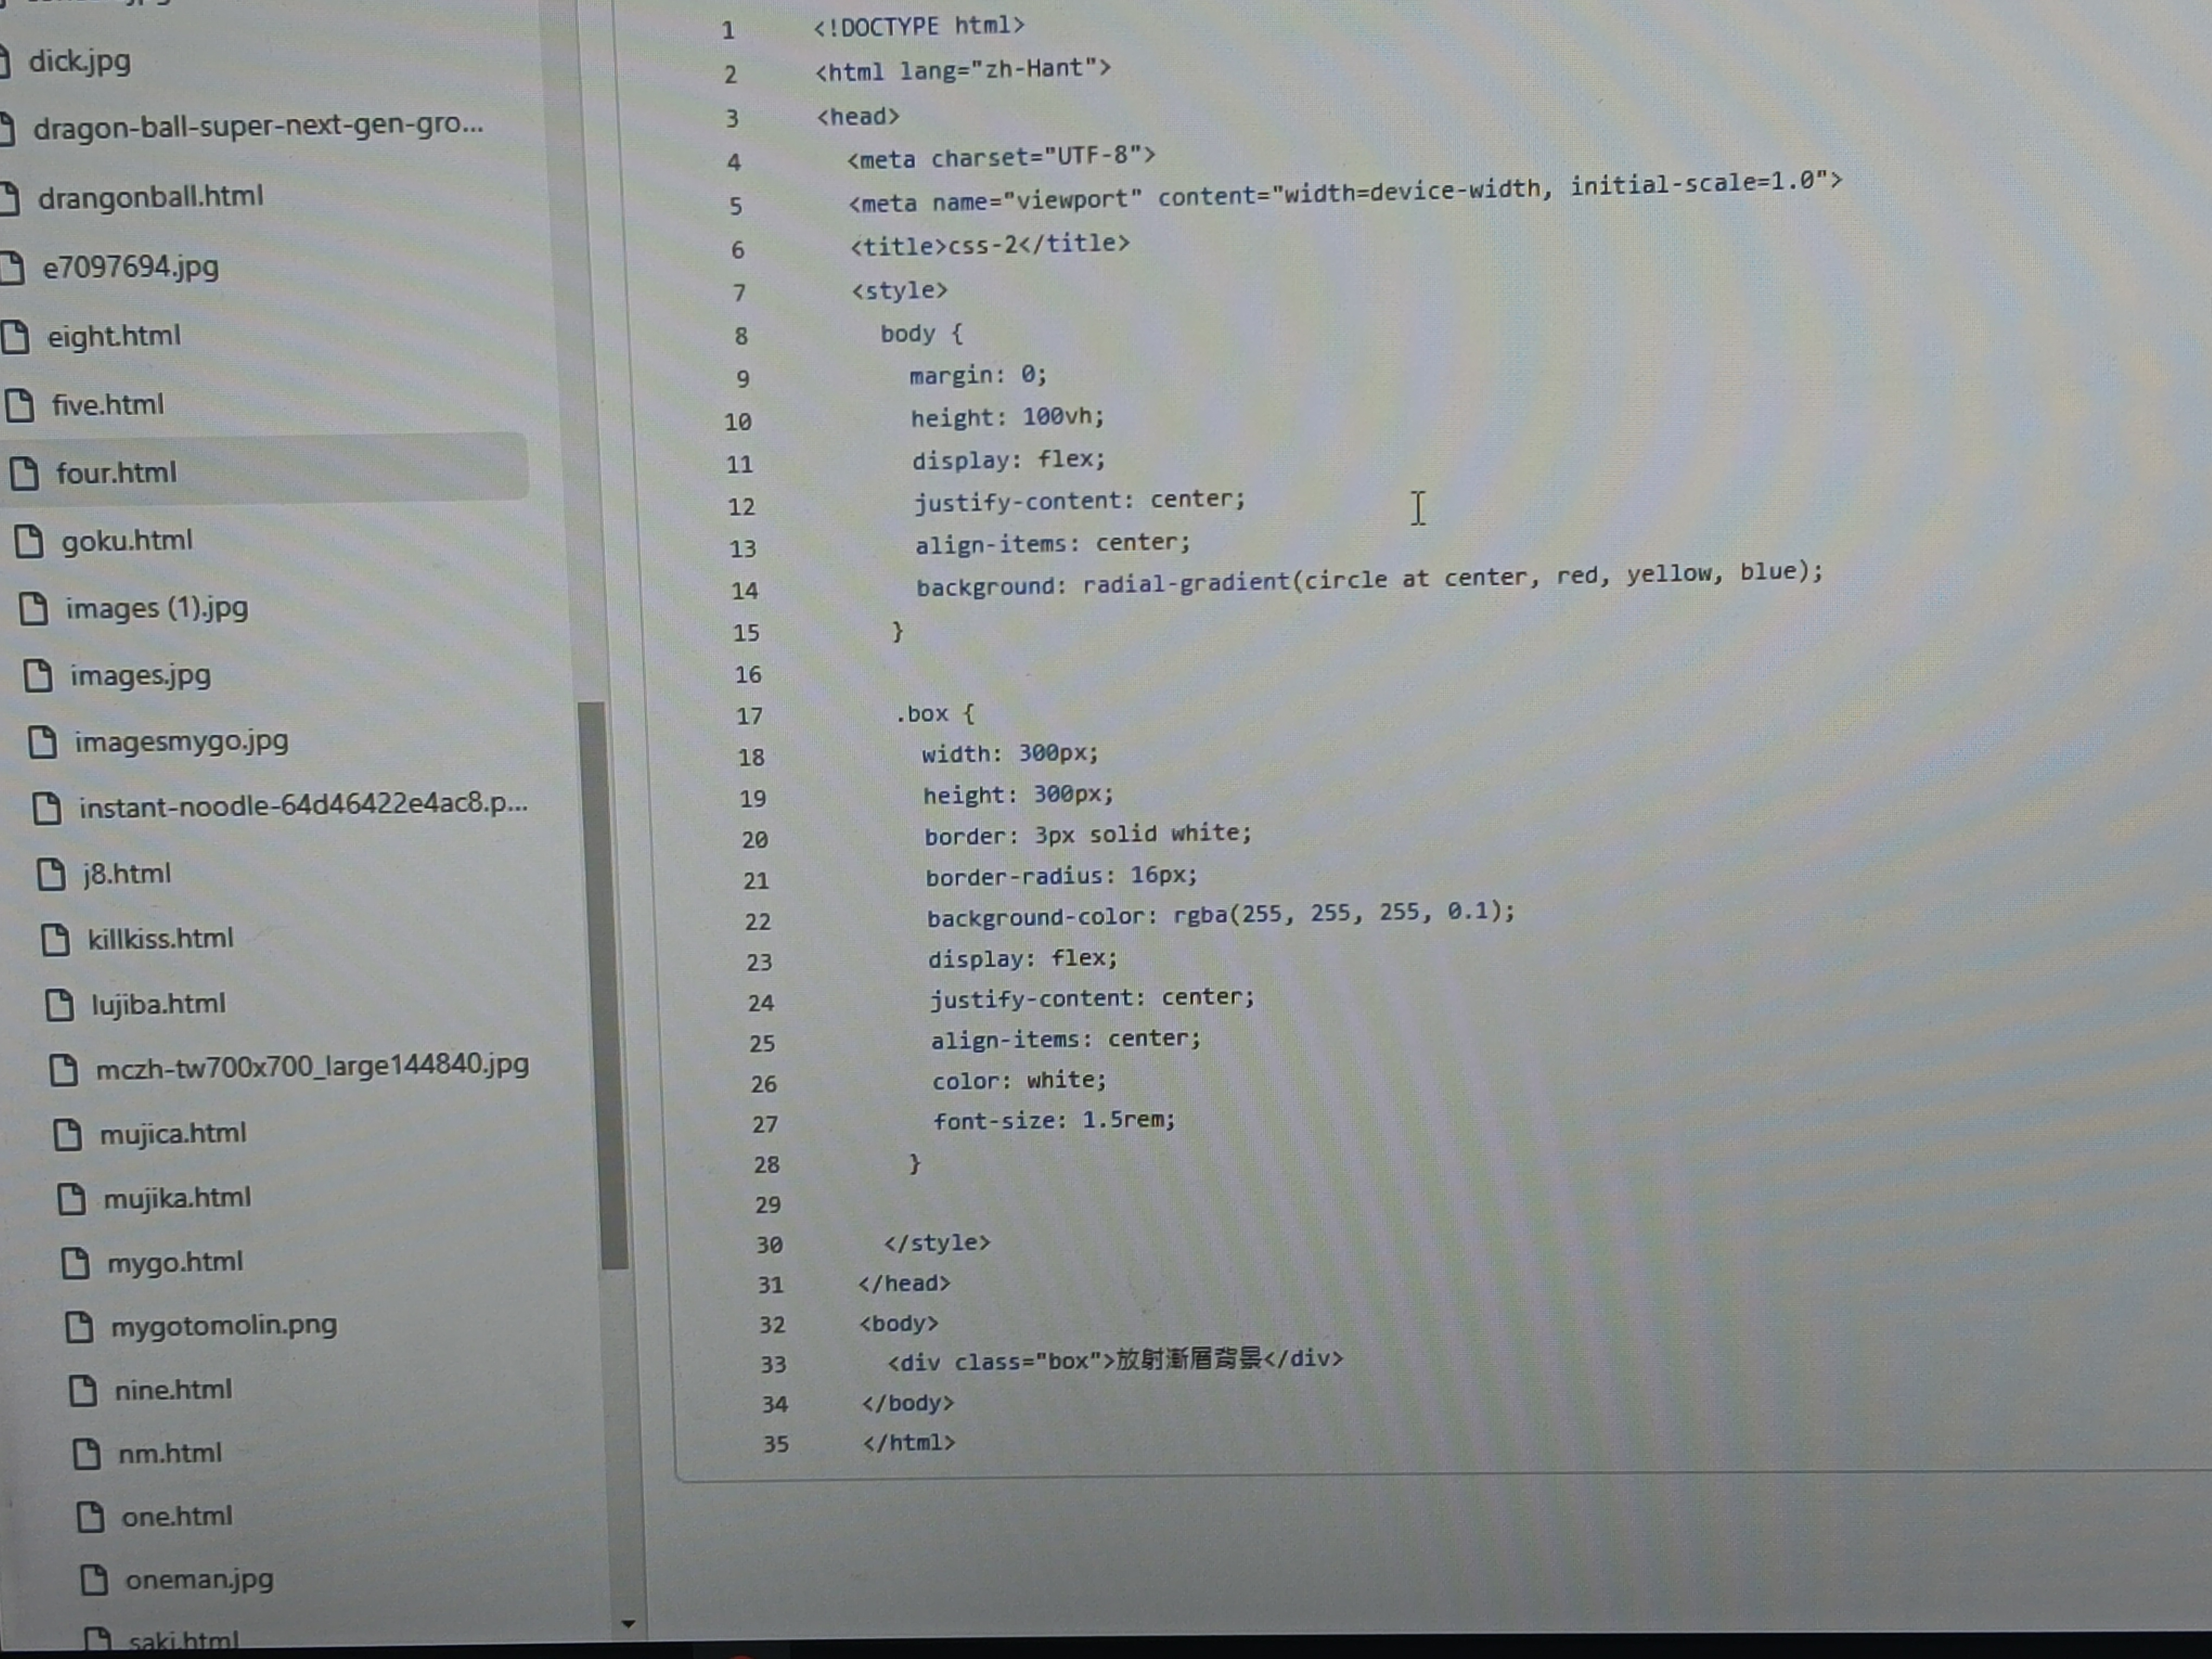 dick.jpg
dragon-ball-super-next-gen-gro...
drangonball.html
e7097694.jpg
eight.html
five.html
four.html
goku.html
images (1).jpg
images.jpg
imagesmygo.jpg
instant-noodle-64d46422e4ac8.p...
j8.html
killkiss.html
lujiba.html
mczh-tw700x700_large144840.jpg
mujica.html
mujika.html
mygo.html
mygotomolin.png
nine.html
nm.html
one.html
oneman.jpg
saki.html
1 <!DOCTYPE html>
2 <html lang="zh-Hant">
3 <head>
4 <meta charset="UTF-8">
5 <meta name="viewport" content="width=device-width, initial-scale=1.0">
6 <title>css-2</title>
7 <style>
8 body {
9 margin: 0;
10 height: 100vh;
11 display: flex;
12 justify-content: center;
13 align-items: center;
14 background: radial-gradient(circle at center, red, yellow, blue);
15 }
16
17 .box {
18 width: 300px;
19 height: 300px;
20 border: 3px solid white;
21 border-radius: 16px;
22 background-color: rgba(255, 255, 255, 0.1);
23 display: flex;
24 justify-content: center;
25 align-items: center;
26 color: white;
27 font-size: 1.5rem;
28 }
29
30 </style>
31 </head>
32 <body>
33 <div class="box">放射漸層背景</div>
34 </body>
35 </html>